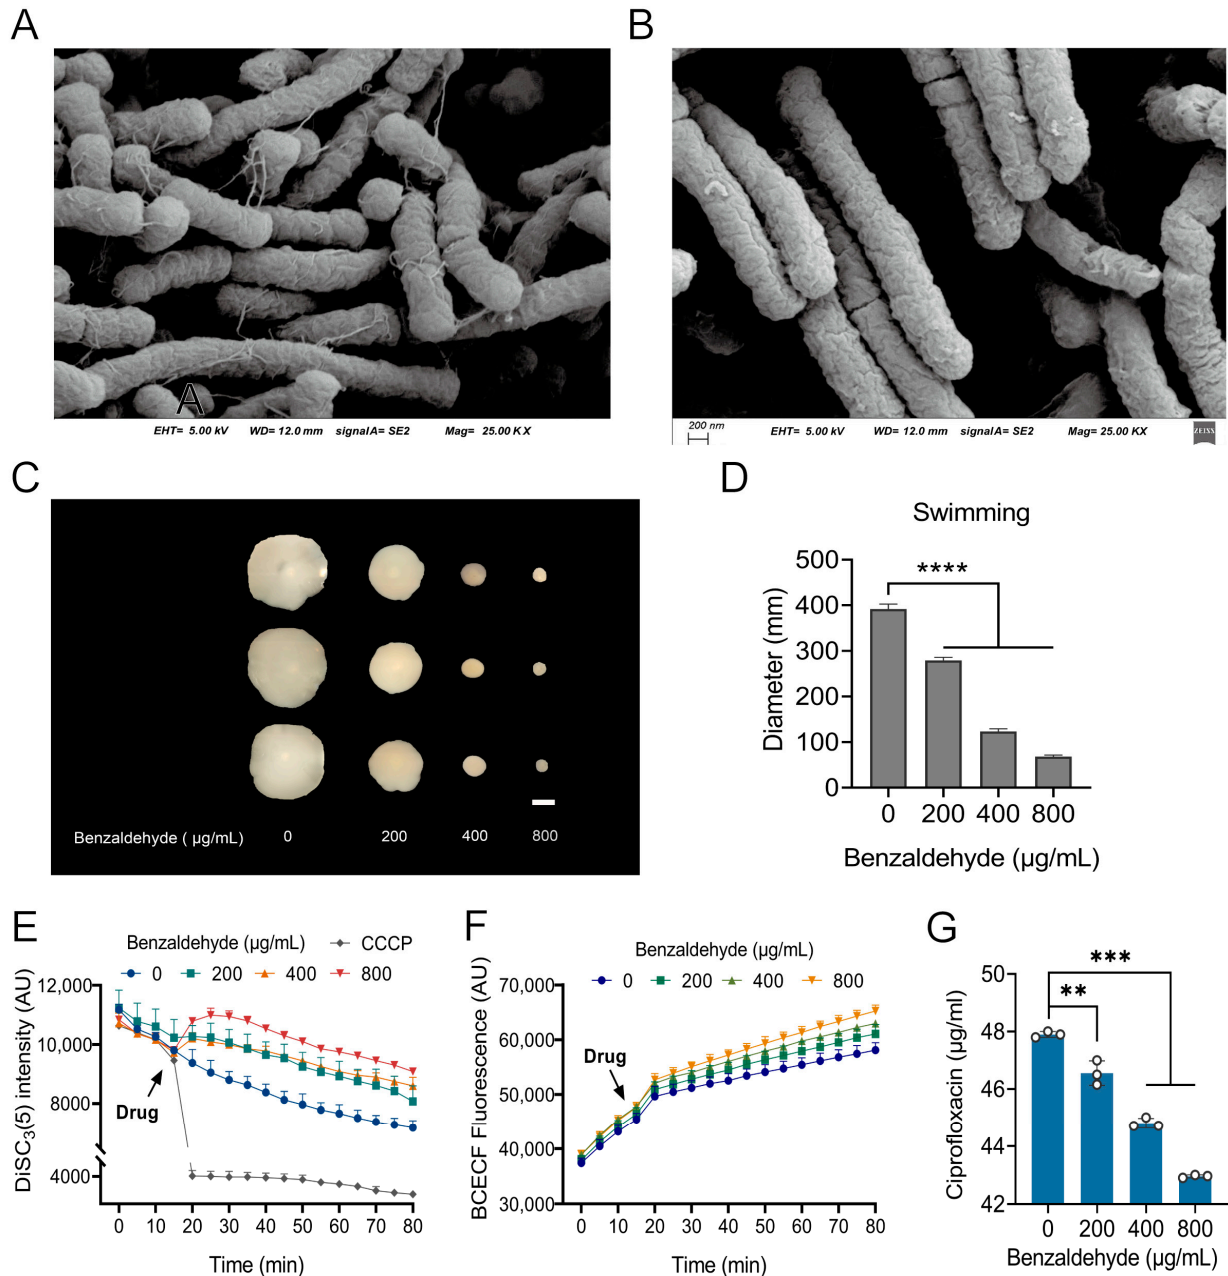 A
B
A
EHT= 5.00 kV WD= 12.0 mm signalA= SE2 Mag= 25.00 KX
200 nm
EHT= 5.00 kV WD= 12.0 mm signalA= SE2 Mag= 25.00 KX
ZEISS
C
Benzaldehyde ( µg/mL) 0 200 400 800
D
Swimming
Diameter (mm)
500
400
300
200
100
0
****
0 200 400 800
Benzaldehyde (µg/mL)
E
Benzaldehyde (µg/mL) CCCP
0 200 400 800
DiSC3(5) intensity (AU)
12,000
10,000
8000
4000
Drug
0 10 20 30 40 50 60 70 80
Time (min)
F
Benzaldehyde (µg/mL)
0 200 400 800
BCECF Fluorescence (AU)
70,000
60,000
50,000
40,000
30,000
Drug
0 10 20 30 40 50 60 70 80
Time (min)
G
Ciprofloxacin (µg/ml)
50
48
46
44
42
***
**
0 200 400 800
Benzaldehyde (µg/mL)